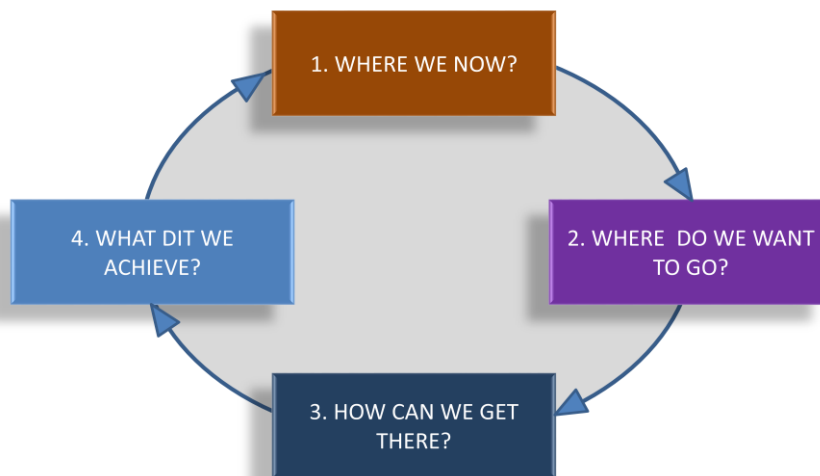 1. WHERE WE NOW?
2. WHERE DO WE WANT
TO GO?
3. HOW CAN WE GET
THERE?
4. WHAT DIT WE
ACHIEVE?